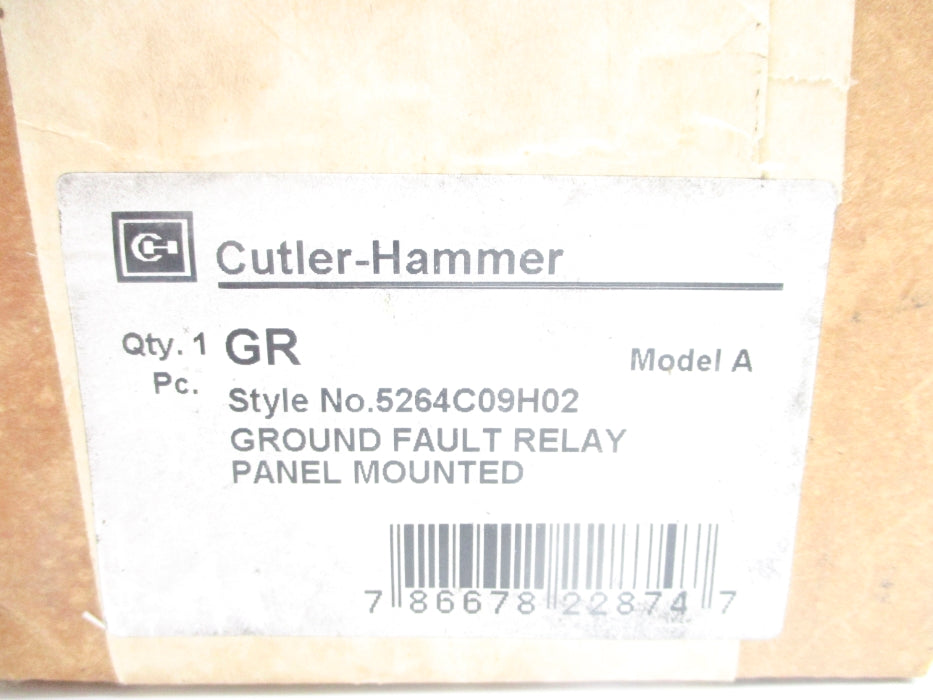 Cutler-Hammer
Qty. 1 GR Model A
Pc.
Style No.5264C09H02
GROUND FAULT RELAY
PANEL MOUNTED
7 86678 22874 7